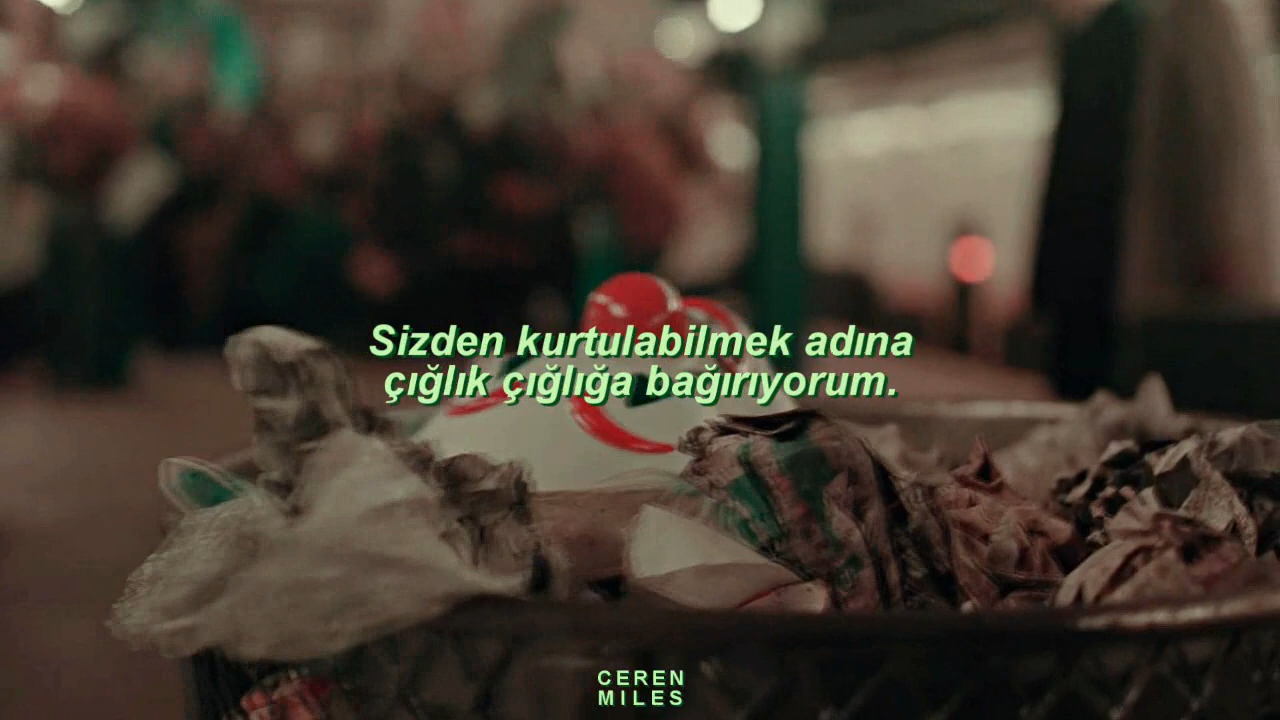 Sizden kurtulabilmek adına
çığlık çığlığa bağırıyorum.
CEREN
MILES